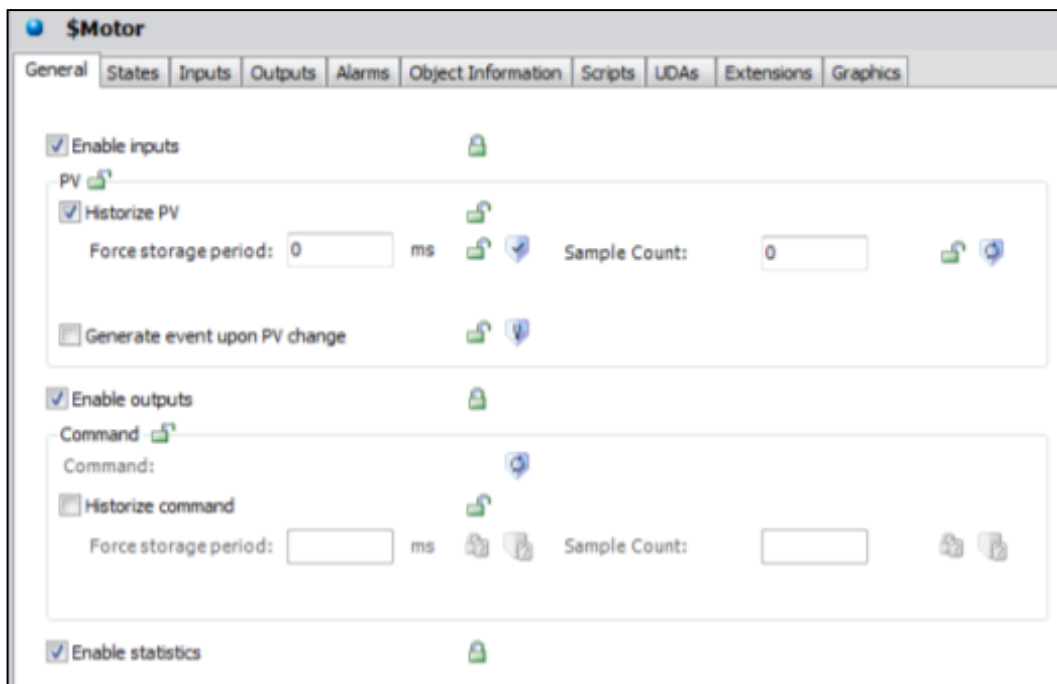 $Motor
General States Inputs Outputs Alarms Object Information Scripts UDAs Extensions Graphics
Enable inputs
PV
Historize PV
Force storage period: 0 ms Sample Count: 0
Generate event upon PV change
Enable outputs
Command
Command:
Historize command
Force storage period: ms Sample Count:
Enable statistics